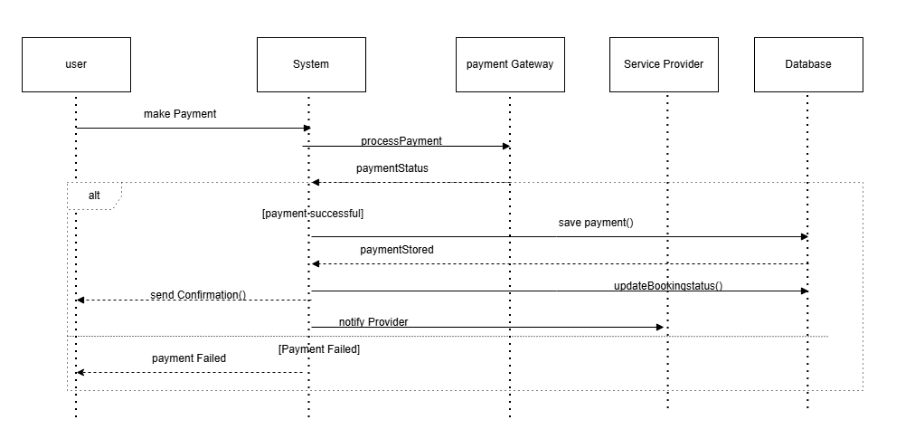 user
System
payment Gateway
Service Provider
Database
make Payment
processPayment
paymentStatus
alt
[payment successful]
save payment()
paymentStored
updateBookingstatus()
send Confirmation()
notify Provider
[Payment Failed]
payment Failed